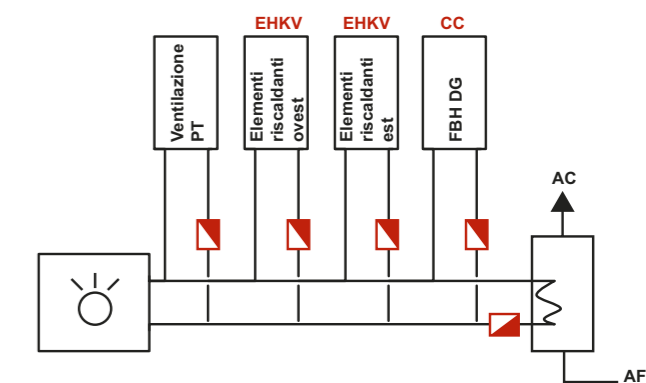 EHKV
EHKV
CC
Ventilazione
PT
Elementi
riscaldanti
ovest
Elementi
riscaldanti
est
FBH DG
AC
AF